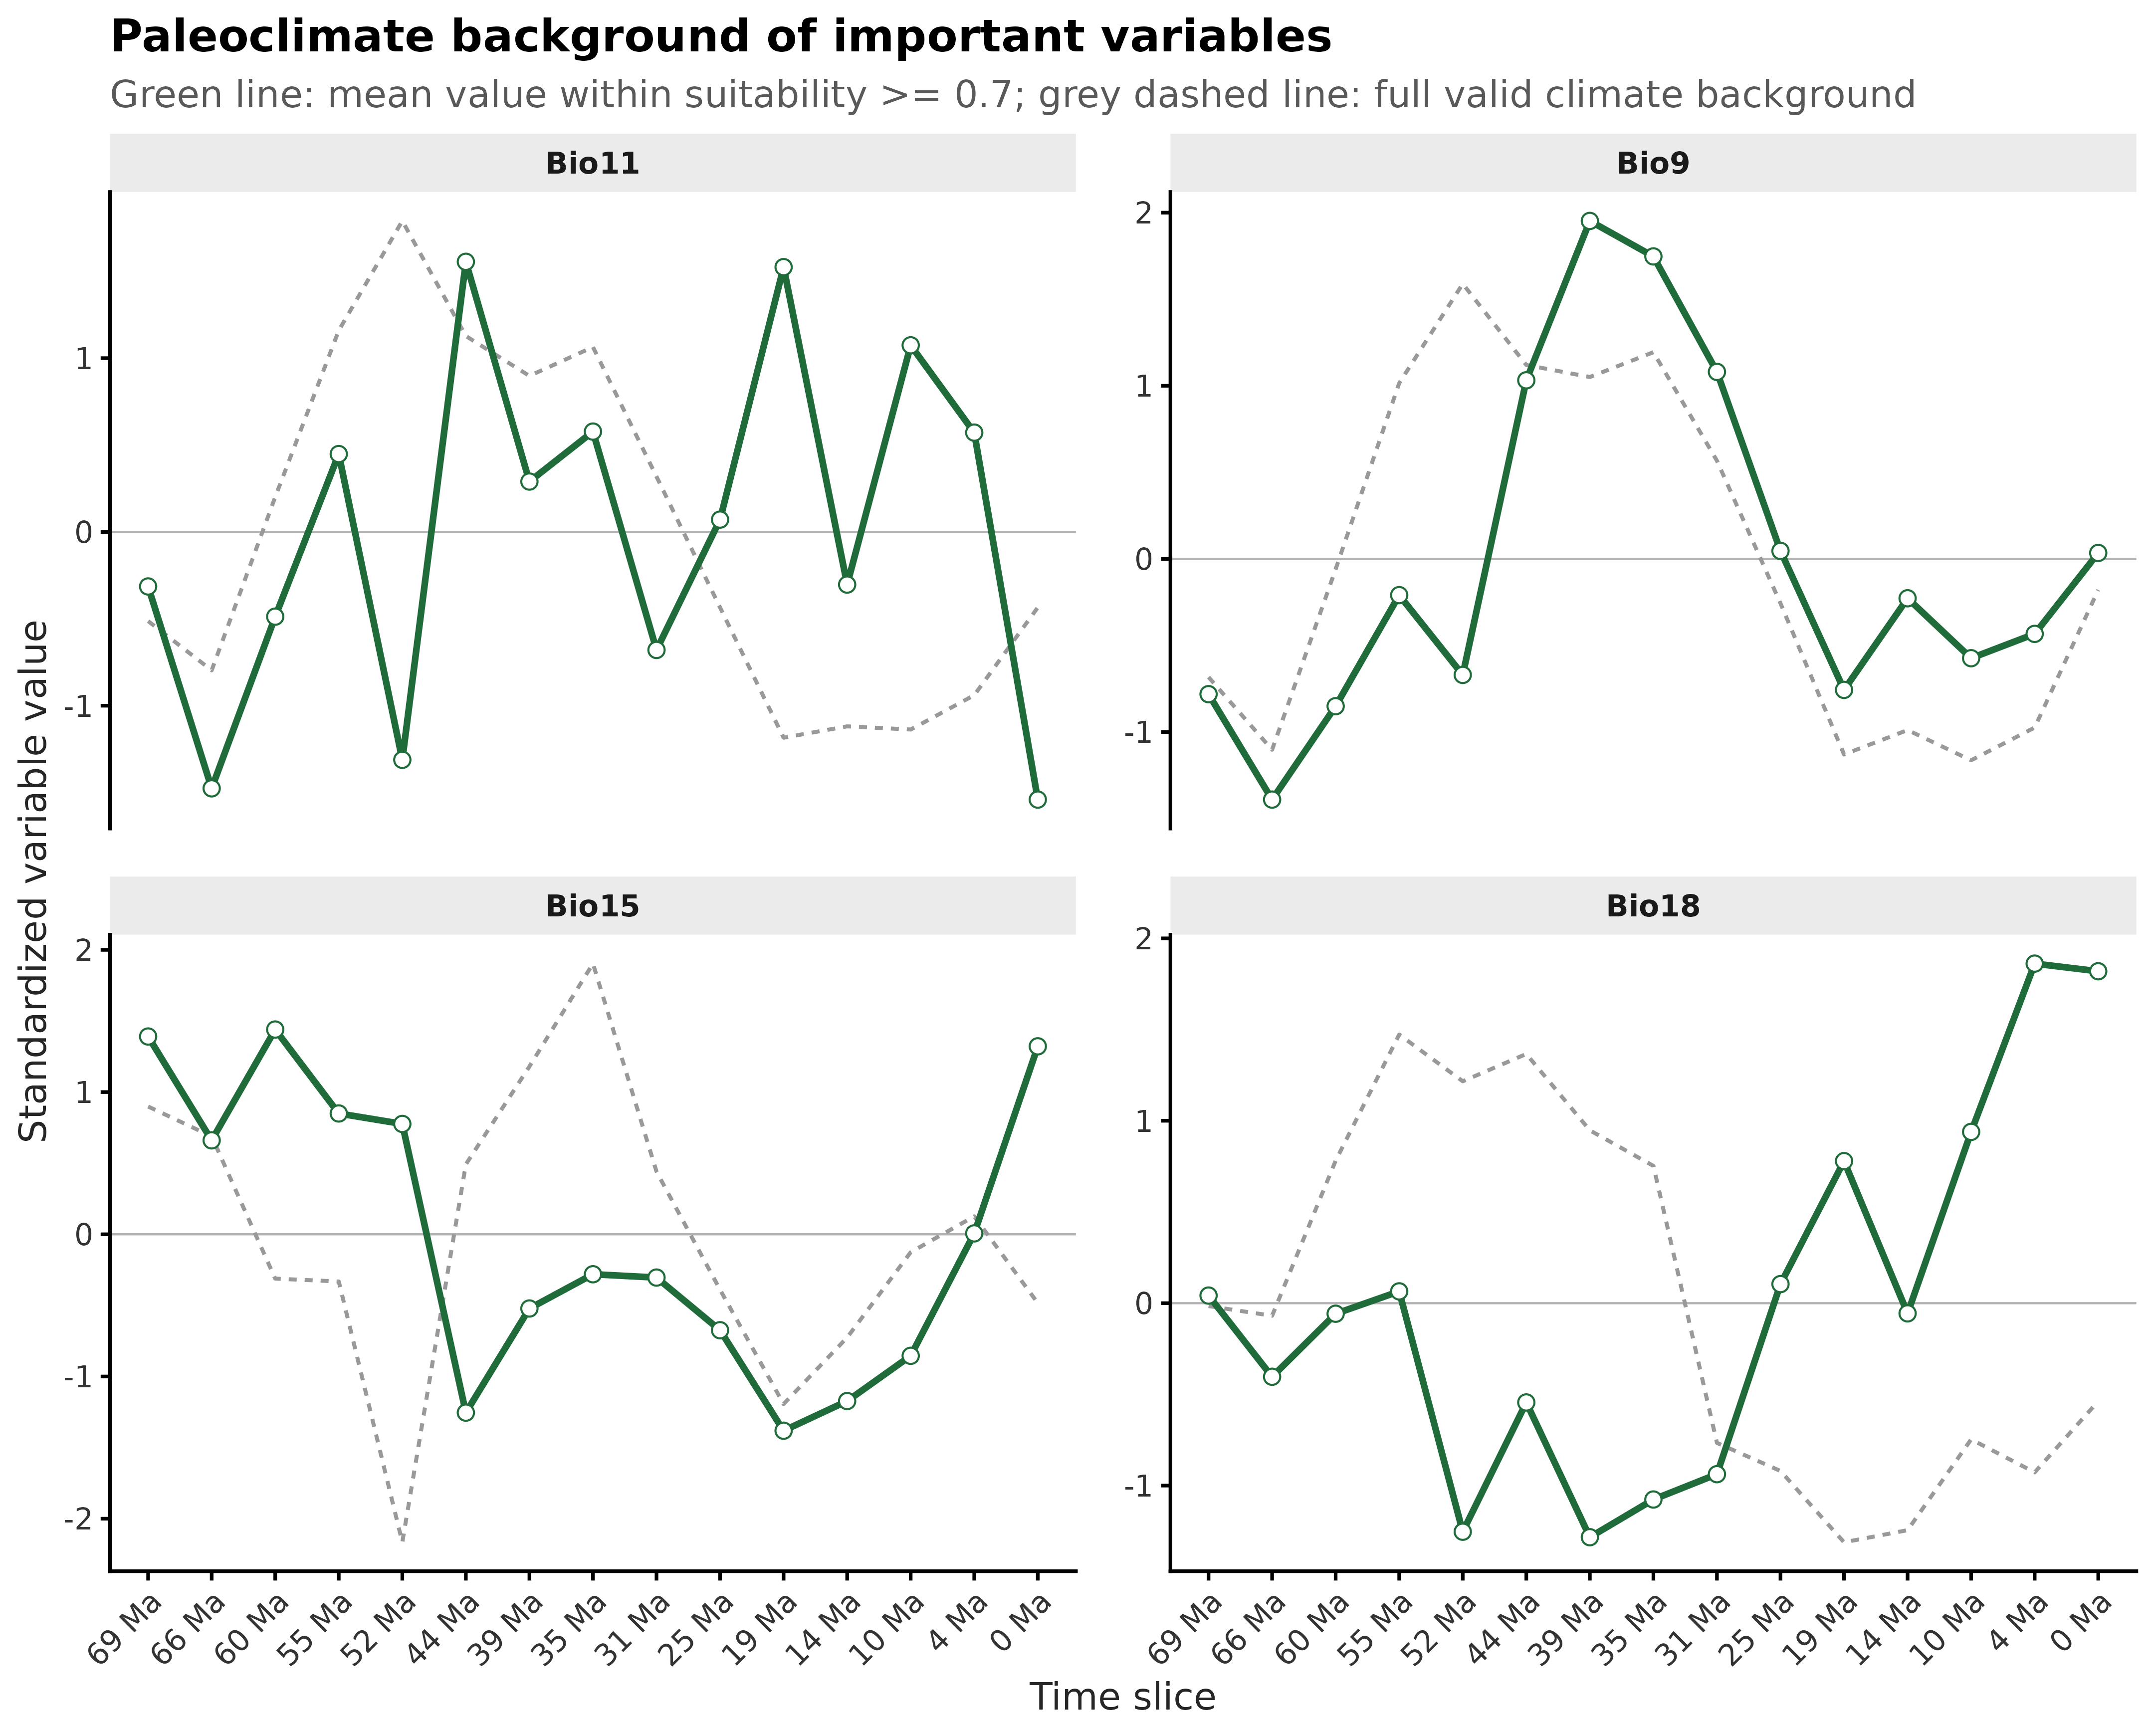 Paleoclimate background of important variables
Green line: mean value within suitability >= 0.7; grey dashed line: full valid climate background
Bio11
1
0
-1
Bio9
2
1
0
-1
Standardized variable value
Bio15
2
1
0
-1
-2
69 Ma
66 Ma
60 Ma
55 Ma
52 Ma
44 Ma
39 Ma
35 Ma
31 Ma
25 Ma
19 Ma
14 Ma
10 Ma
4 Ma
0 Ma
Bio18
2
1
0
-1
69 Ma
66 Ma
60 Ma
55 Ma
52 Ma
44 Ma
39 Ma
35 Ma
31 Ma
25 Ma
19 Ma
14 Ma
10 Ma
4 Ma
0 Ma
Time slice